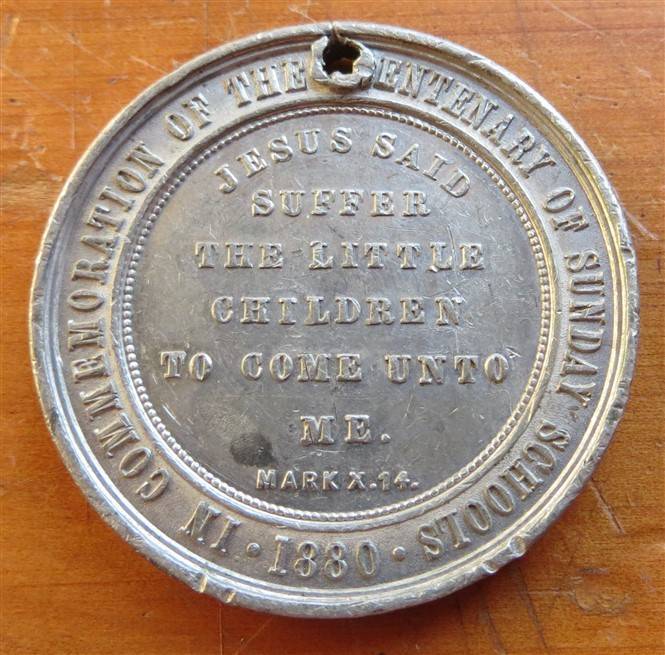 IN COMMEMORATION OF THE CENTENARY OF SUNDAY SCHOOLS
· 1880 ·
JESUS SAID
SUFFER
THE LITTLE
CHILDREN
TO COME UNTO
ME.
MARK X.14.